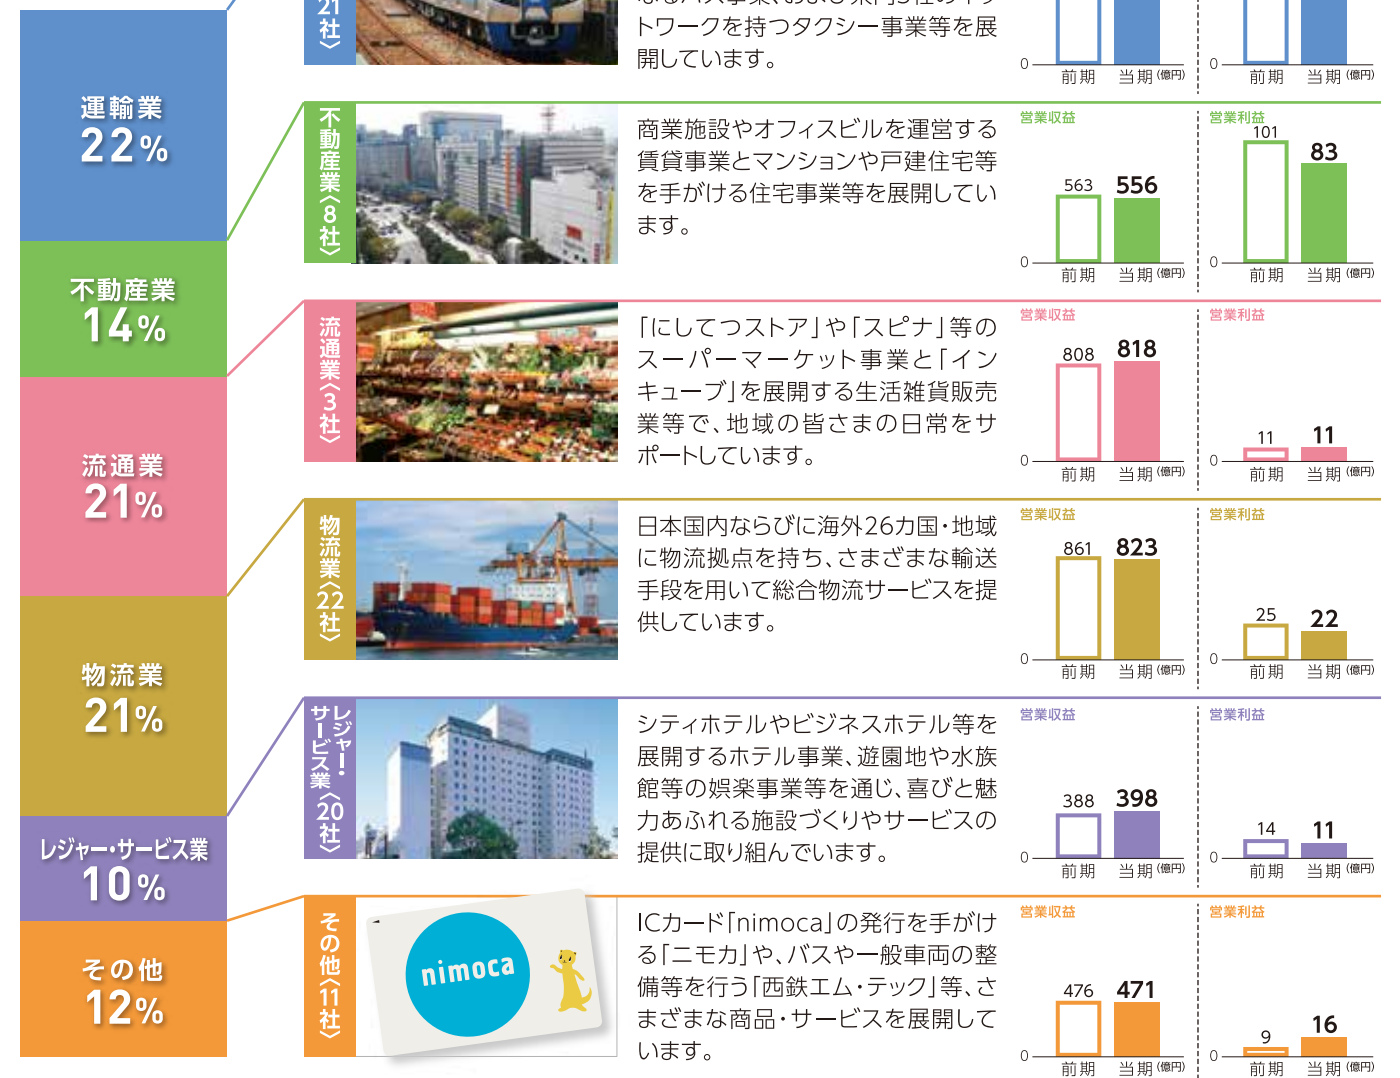 運輸業
22%
不動産業
14%
流通業
21%
物流業
21%
レジャー・サービス業
10%
その他
12%
21社〉
トワークを持つタクシー事業等を展
開しています。
0
前期 当期(億円)
0
前期 当期(億円)
不動産業〈8社〉
商業施設やオフィスビルを運営する
賃貸事業とマンションや戸建住宅等
を手がける住宅事業等を展開してい
ます。
営業収益
563 556
0
前期 当期(億円)
営業利益
101 83
0
前期 当期(億円)
流通業〈3社〉
「にしてつストア」や「スピナ」等の
スーパーマーケット事業と「イン
キューブ」を展開する生活雑貨販売
業等で、地域の皆さまの日常をサ
ポートしています。
営業収益
808 818
0
前期 当期(億円)
営業利益
11 11
0
前期 当期(億円)
物流業〈22社〉
日本国内ならびに海外26カ国・地域
に物流拠点を持ち、さまざまな輸送
手段を用いて総合物流サービスを提
供しています。
営業収益
861 823
0
前期 当期(億円)
営業利益
25 22
0
前期 当期(億円)
レジャー・
サービス業〈20社〉
シティホテルやビジネスホテル等を
展開するホテル事業、遊園地や水族
館等の娯楽事業等を通じ、喜びと魅
力あふれる施設づくりやサービスの
提供に取り組んでいます。
営業収益
388 398
0
前期 当期(億円)
営業利益
14 11
0
前期 当期(億円)
その他〈11社〉
nimoca
ICカード「nimoca」の発行を手がけ
る「ニモカ」や、バスや一般車両の整
備等を行う「西鉄エム・テック」等、さ
まざまな商品・サービスを展開して
います。
営業収益
476 471
0
前期 当期(億円)
営業利益
9 16
0
前期 当期(億円)